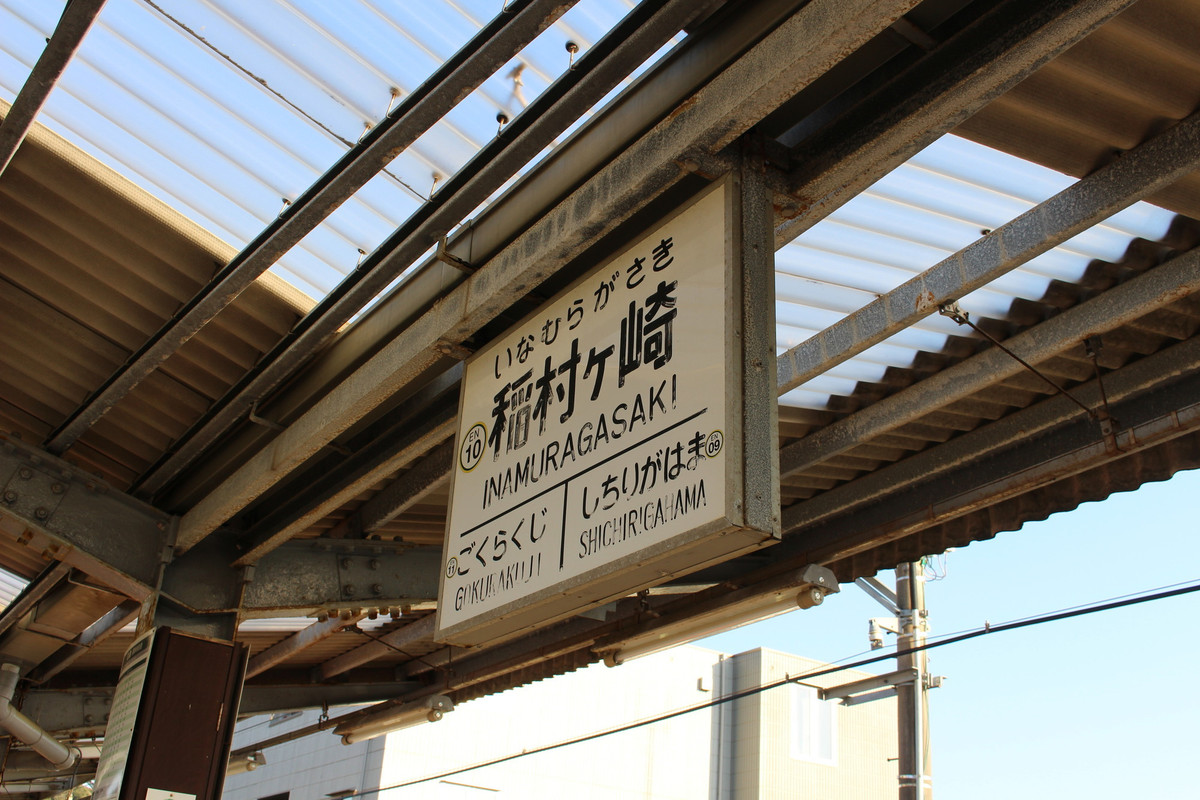 いなむらがさき
稲村ヶ崎
EN
10
INAMURAGASAKI
ごくらくじ
GOKURAKUJI
11
しちりがはま
EN
09
SHICHIRIGAHAMA